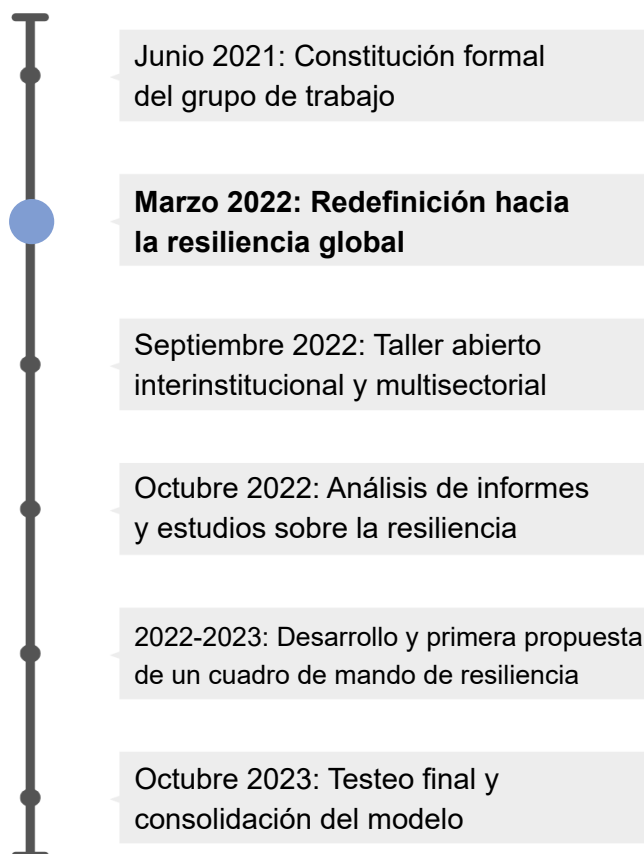 Junio 2021: Constitución formal
del grupo de trabajo
Marzo 2022: Redefinición hacia
la resiliencia global
Septiembre 2022: Taller abierto
interinstitucional y multisectorial
Octubre 2022: Análisis de informes
y estudios sobre la resiliencia
2022-2023: Desarrollo y primera propuesta
de un cuadro de mando de resiliencia
Octubre 2023: Testeo final y
consolidación del modelo